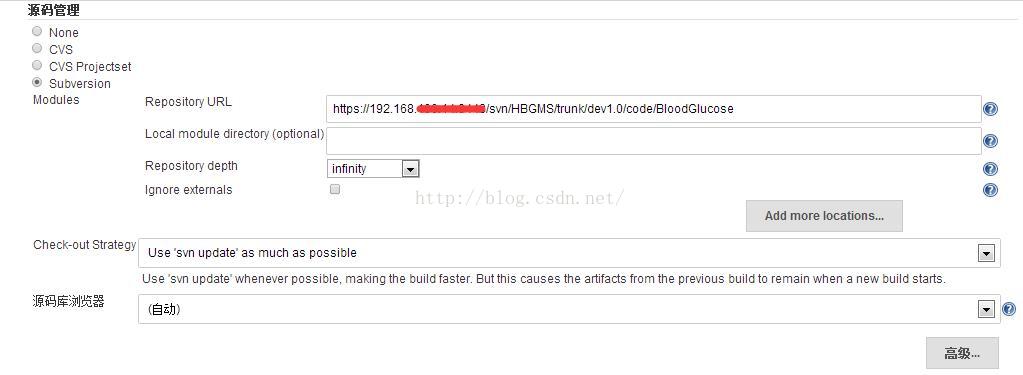 源码管理
None
CVS
CVS Projectset
Subversion
Modules
Repository URL
https://192.168. /svn/HBGMS/trunk/dev1.0/code/BloodGlucose
Local module directory (optional)
Repository depth
infinity
Ignore externals
http://blog.csdn.net/
Add more locations...
Check-out Strategy
Use 'svn update' as much as possible
Use 'svn update' whenever possible, making the build faster. But this causes the artifacts from the previous build to remain when a new build starts.
源码库浏览器
(自动)
高级...